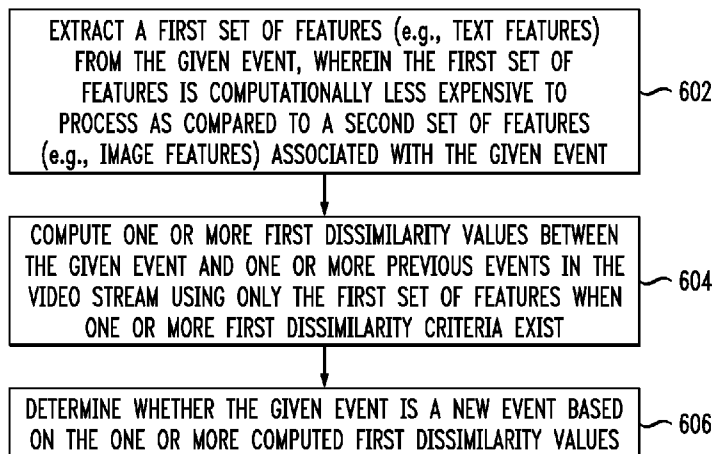 EXTRACT A FIRST SET OF FEATURES (e.g., TEXT FEATURES)
FROM THE GIVEN EVENT, WHEREIN THE FIRST SET OF
FEATURES IS COMPUTATIONALLY LESS EXPENSIVE TO
PROCESS AS COMPARED TO A SECOND SET OF FEATURES
(e.g., IMAGE FEATURES) ASSOCIATED WITH THE GIVEN EVENT
602
COMPUTE ONE OR MORE FIRST DISSIMILARITY VALUES BETWEEN
THE GIVEN EVENT AND ONE OR MORE PREVIOUS EVENTS IN THE
VIDEO STREAM USING ONLY THE FIRST SET OF FEATURES WHEN
ONE OR MORE FIRST DISSIMILARITY CRITERIA EXIST
604
DETERMINE WHETHER THE GIVEN EVENT IS A NEW EVENT BASED
ON THE ONE OR MORE COMPUTED FIRST DISSIMILARITY VALUES
606